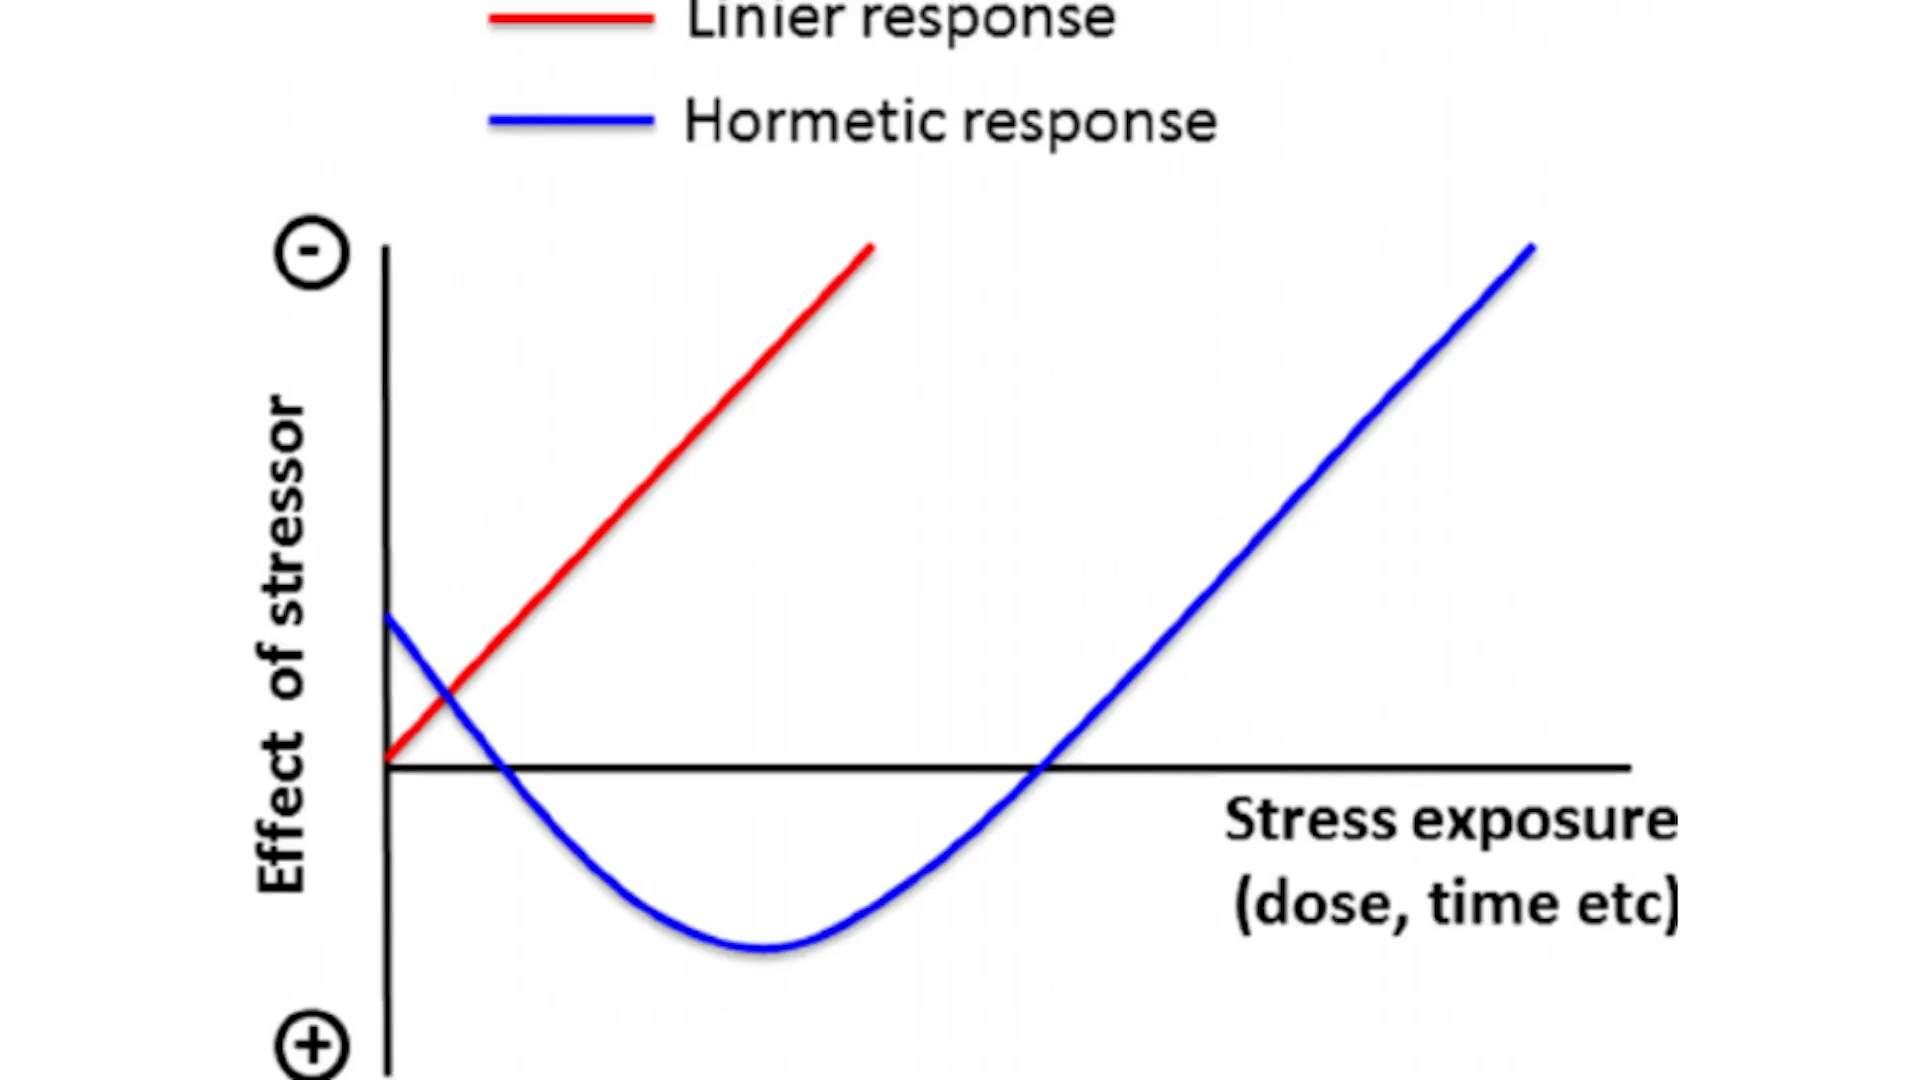 Linier response
Hormetic response
-
Effect of stressor
Stress exposure
(dose, time etc)
+